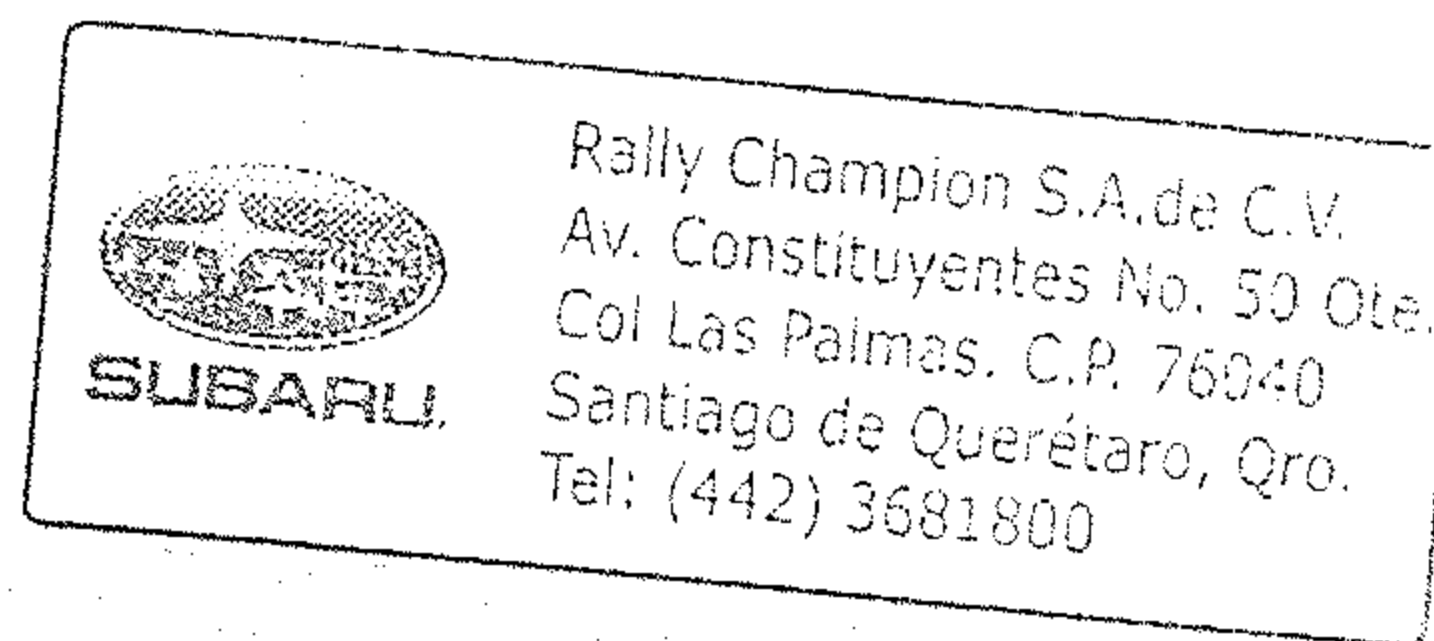 SUBARU.
Rally Champion S.A.de C.V.
Av. Constituyentes No. 50 Ote.
Col Las Palmas. C.P. 76040
Santiago de Querétaro, Qro.
Tel: (442) 3681800